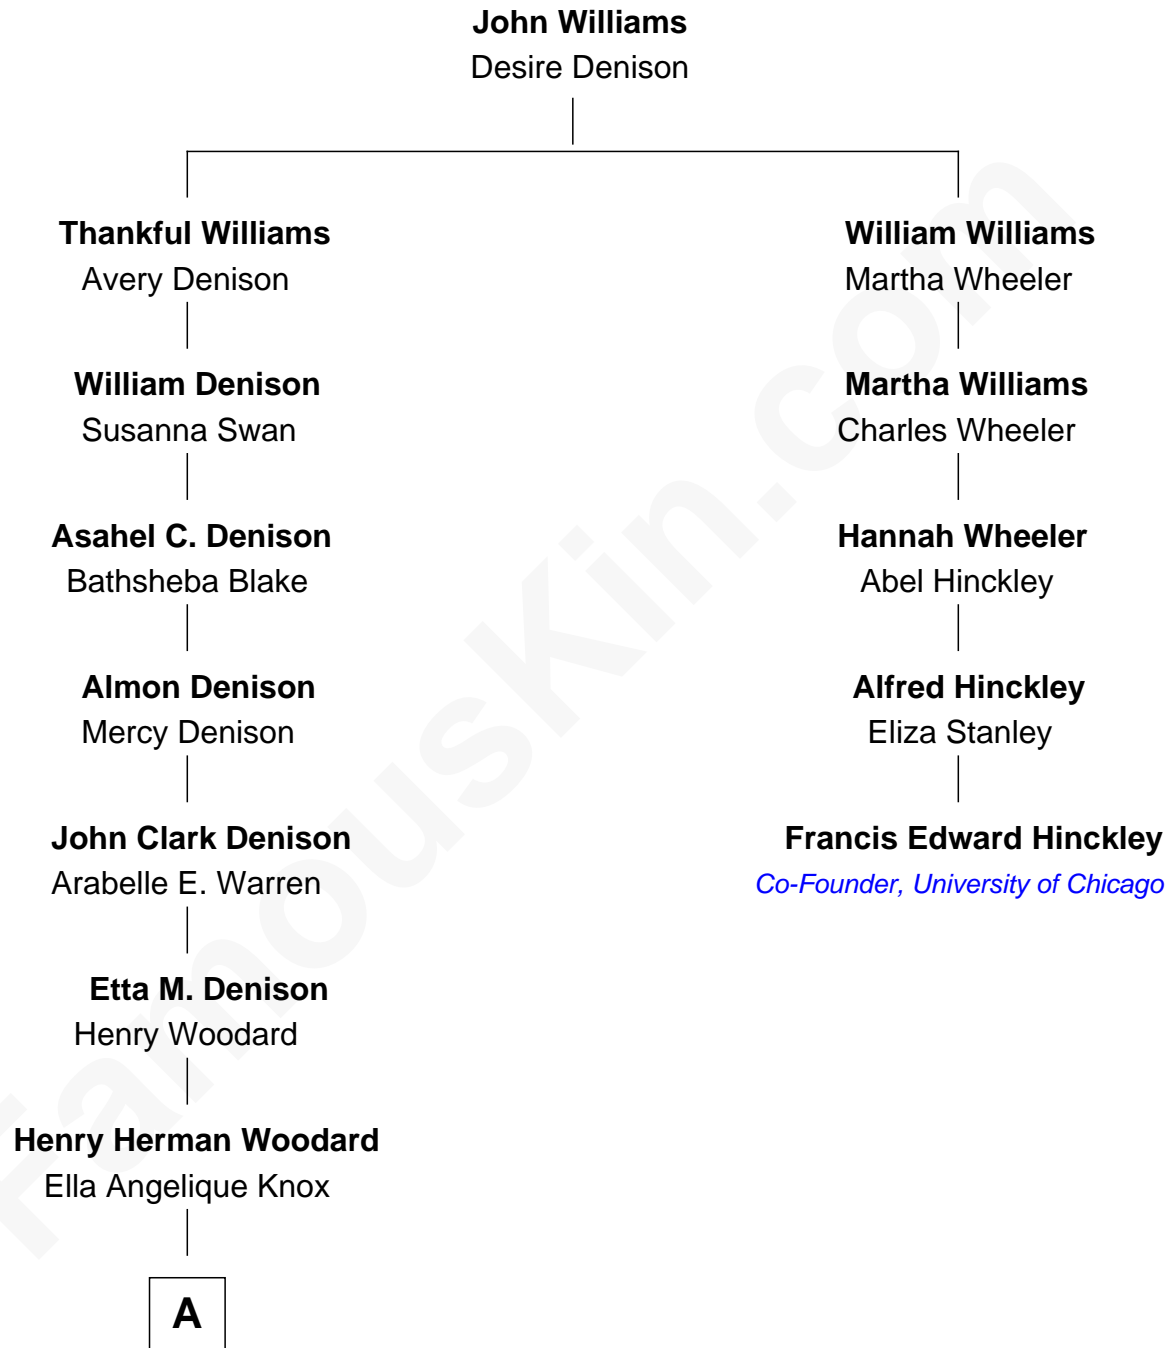 John Williams
Desire Denison
Thankful Williams
Avery Denison
William Williams
Martha Wheeler
William Denison
Susanna Swan
Martha Williams
Charles Wheeler
Asahel C. Denison
Bathsheba Blake
Hannah Wheeler
Abel Hinckley
Almon Denison
Mercy Denison
Alfred Hinckley
Eliza Stanley
John Clark Denison
Arabelle E. Warren
Francis Edward Hinckley
Co-Founder, University of Chicago
Etta M. Denison
Henry Woodard
Henry Herman Woodard
Ella Angelique Knox
A
FamousKin.com